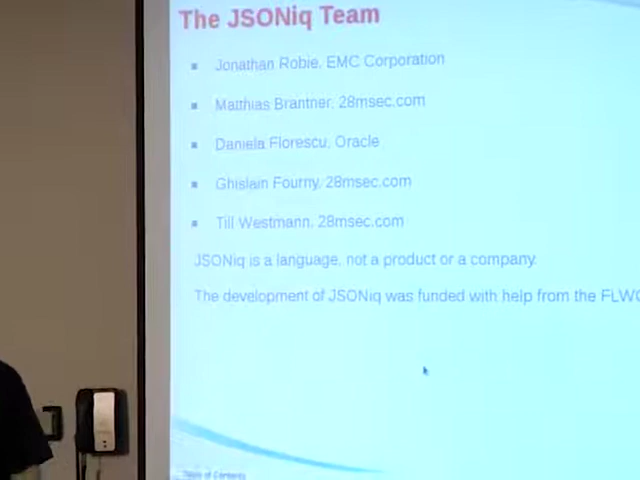 The JSONiq Team
Jonathan Robie, EMC Corporation
Matthias Brantner, 28msec.com
Daniela Florescu, Oracle
Ghislain Fourny, 28msec.com
Till Westmann, 28msec.com
JSONiq is a language, not a product or a company.
The development of JSONiq was funded with help from the FLWO
Table of Contents